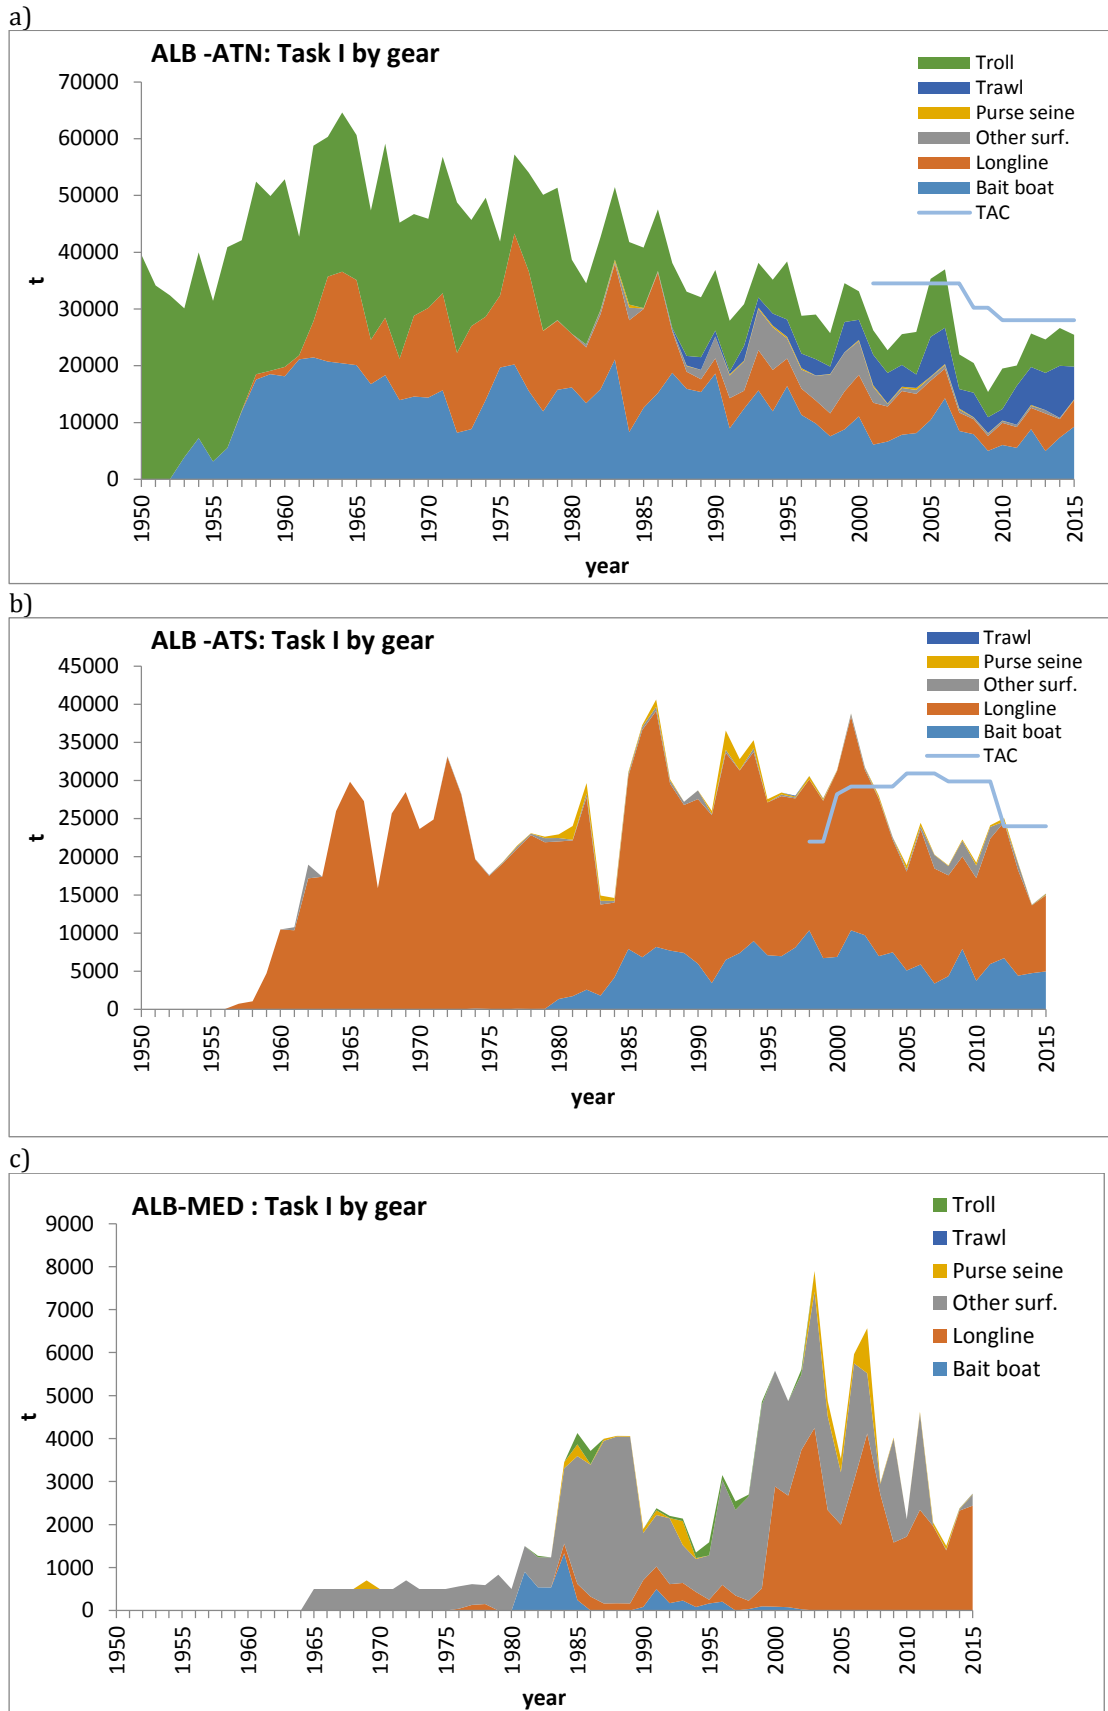 a)
ALB -ATN: Task I by gear
Troll
Trawl
Purse seine
Other surf.
Longline
Bait boat
TAC
70000
60000
50000
40000
30000
20000
10000
0
t
1950
1955
1960
1965
1970
1975
1980
1985
1990
1995
2000
2005
2010
2015
year
b)
ALB -ATS: Task I by gear
Trawl
Purse seine
Other surf.
Longline
Bait boat
TAC
45000
40000
35000
30000
25000
20000
15000
10000
5000
0
t
1950
1955
1960
1965
1970
1975
1980
1985
1990
1995
2000
2005
2010
2015
year
c)
ALB-MED : Task I by gear
Troll
Trawl
Purse seine
Other surf.
Longline
Bait boat
9000
8000
7000
6000
5000
4000
3000
2000
1000
0
t
1950
1955
1960
1965
1970
1975
1980
1985
1990
1995
2000
2005
2010
2015
year